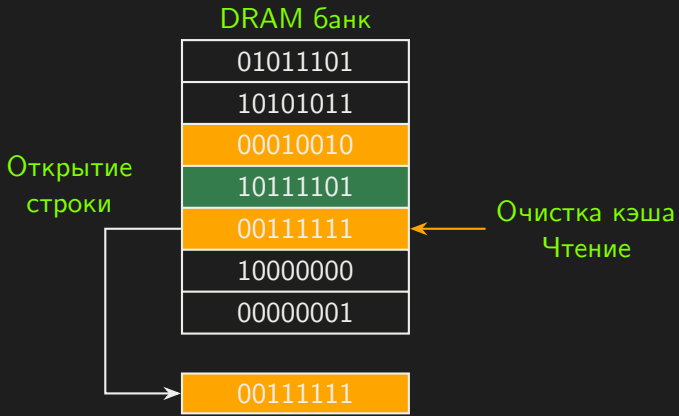 DRAM банк
01011101
10101011
00010010
10111101
00111111
10000000
00000001
00111111
Открытие
строки
Очистка кэша
Чтение